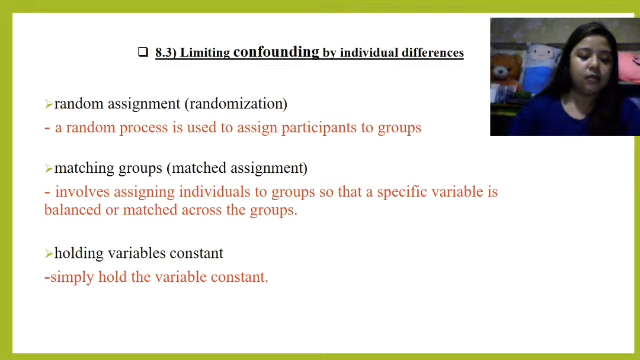 ❑ 8.3) Limiting confounding by individual differences
➢random assignment (randomization)
- a random process is used to assign participants to groups
➢matching groups (matched assignment)
- involves assigning individuals to groups so that a specific variable is
balanced or matched across the groups.
➢holding variables constant
-simply hold the variable constant.